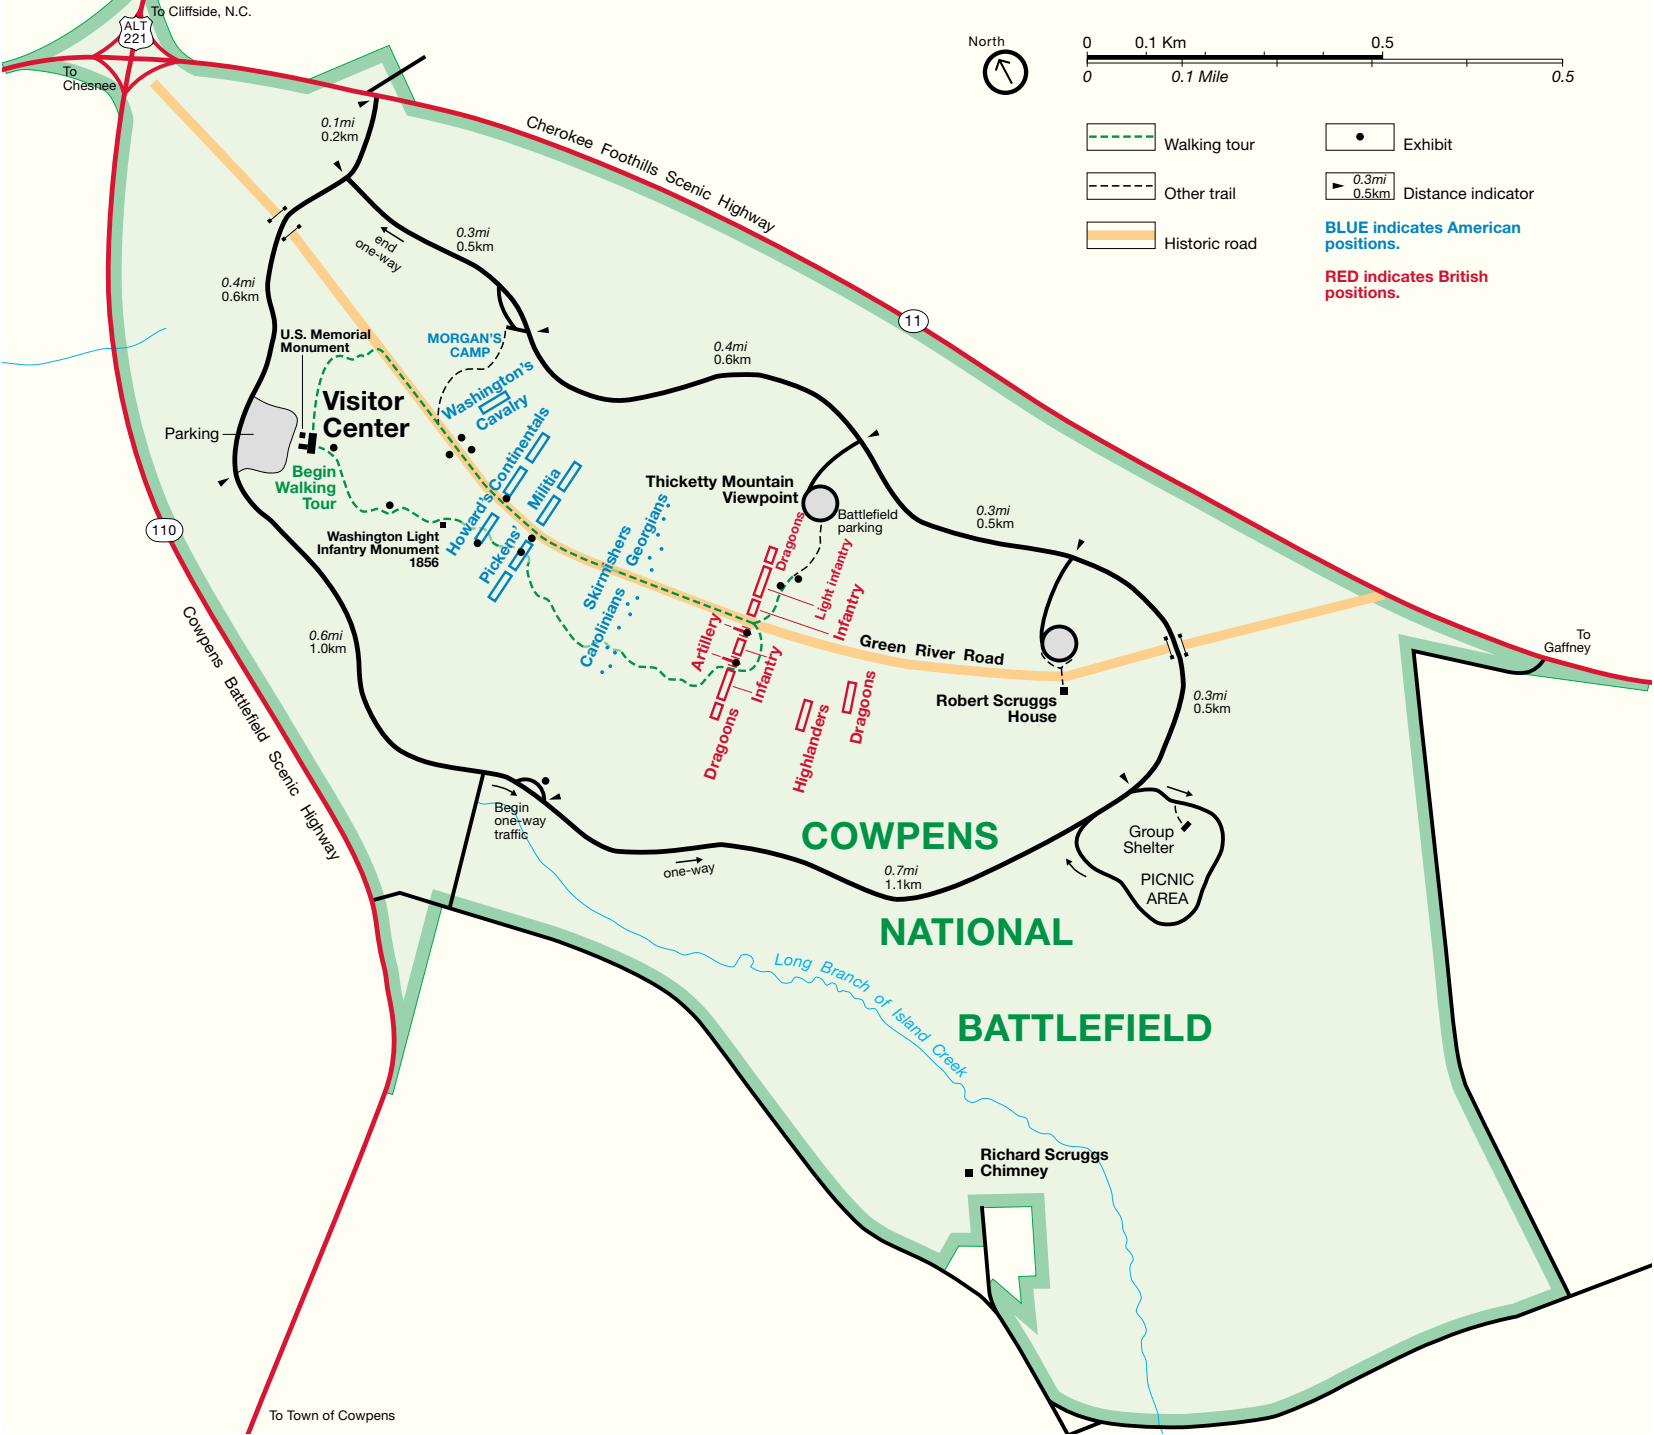 To Cliffside, N.C.
ALT
221
To
Chesnee
North
0
0.1 Km
0.5
0
0.1 Mile
0.5
Walking tour
Exhibit
Other trail
0.3mi
0.5km
Distance indicator
Historic road
BLUE indicates American
positions.
RED indicates British
positions.
0.1mi
0.2km
Cherokee Foothills Scenic Highway
end
one-way
0.3mi
0.5km
0.4mi
0.6km
11
U.S. Memorial
Monument
MORGAN'S
CAMP
0.4mi
0.6km
Washington's
Cavalry
Visitor
Center
Parking
Howard's Continentals
Begin
Walking
Tour
Militia
Thicketty Mountain
Viewpoint
Battlefield
parking
0.3mi
0.5km
110
Washington Light
Infantry Monument
1856
Pickens'
Skirmishers
Georgians
Carolinians
Dragoons
Light infantry
Infantry
Artillery
Infantry
Green River Road
To
Gaffney
Cowpens Battlefield Scenic Highway
0.6mi
1.0km
Dragoons
Highlanders
Dragoons
Robert Scruggs
House
0.3mi
0.5km
Begin
one-way
traffic
COWPENS
Group
Shelter
one-way
0.7mi
1.1km
PICNIC
AREA
NATIONAL
Long Branch of Island Creek
BATTLEFIELD
Richard Scruggs
Chimney
To Town of Cowpens